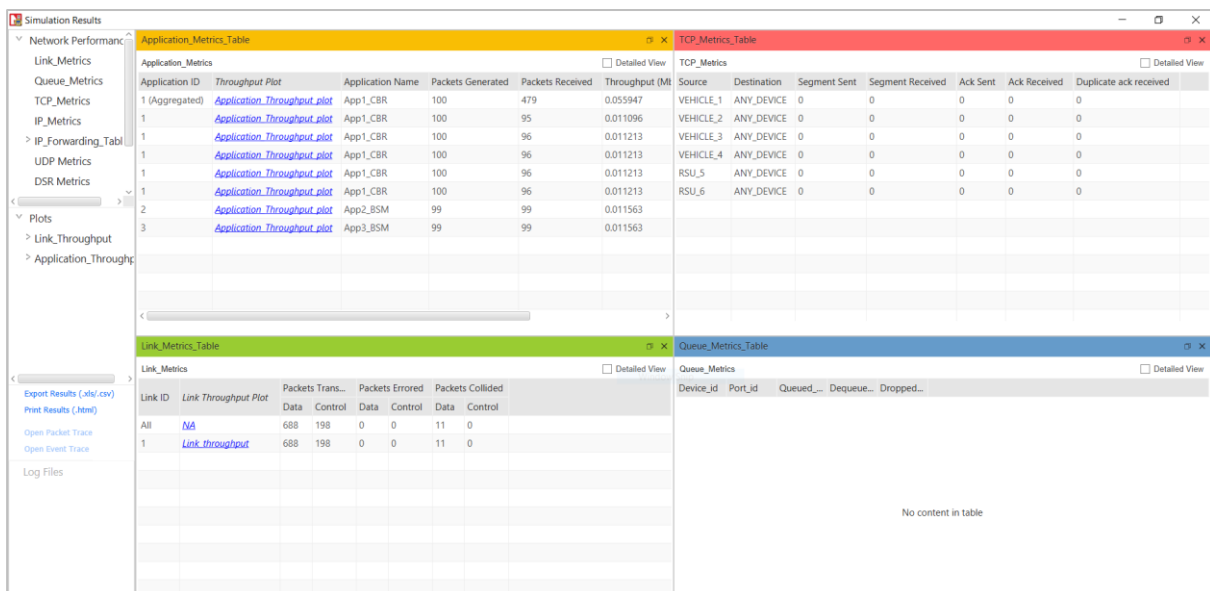 Simulation Results
Network Performanc
Link_Metrics
Queue_Metrics
TCP_Metrics
IP_Metrics
IP_Forwarding_Tabl
UDP Metrics
DSR Metrics
Plots
Link_Throughput
Application_Throughp
Export Results (.xls/.csv)
Print Results (.html)
Open Packet Trace
Open Event Trace
Log Files
Application_Metrics_Table
Application_Metrics Detailed View
Application ID Throughput Plot Application Name Packets Generated Packets Received Throughput (Mb
1 (Aggregated) Application Throughput plot App1_CBR 100 479 0.055947
1 Application Throughput plot App1_CBR 100 95 0.011096
1 Application Throughput plot App1_CBR 100 96 0.011213
1 Application Throughput plot App1_CBR 100 96 0.011213
1 Application Throughput plot App1_CBR 100 96 0.011213
1 Application Throughput plot App1_CBR 100 96 0.011213
2 Application Throughput plot App2_BSM 99 99 0.011563
3 Application Throughput plot App3_BSM 99 99 0.011563
TCP_Metrics_Table
TCP_Metrics Detailed View
Source Destination Segment Sent Segment Received Ack Sent Ack Received Duplicate ack received
VEHICLE_1 ANY_DEVICE 0 0 0 0 0
VEHICLE_2 ANY_DEVICE 0 0 0 0 0
VEHICLE_3 ANY_DEVICE 0 0 0 0 0
VEHICLE_4 ANY_DEVICE 0 0 0 0 0
RSU_5 ANY_DEVICE 0 0 0 0 0
RSU_6 ANY_DEVICE 0 0 0 0 0
Link_Metrics_Table
Link_Metrics Detailed View
Link ID Link Throughput Plot Packets Trans... Packets Errored Packets Collided
Data Control Data Control Data Control
All NA 688 198 0 0 11 0
1 Link throughput 688 198 0 0 11 0
Queue_Metrics_Table
Queue_Metrics Detailed View
Device_id Port_id Queued_... Dequeue... Dropped...
No content in table